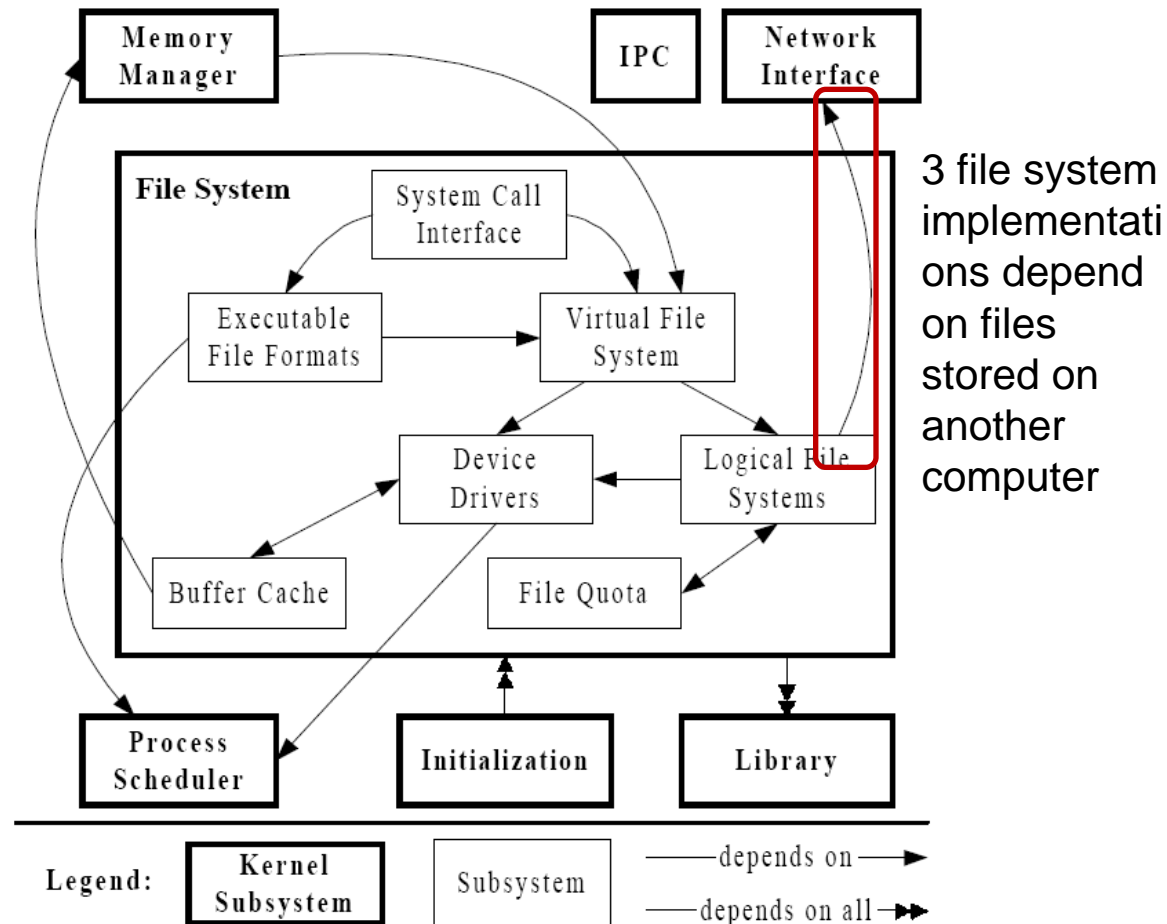 Memory
Manager
IPC
Network
Interface
File System
System Call
Interface
Executable
File Formats
Virtual File
System
Device
Drivers
Logical File
Systems
Buffer Cache
File Quota
3 file system
implementati
ons depend
on files
stored on
another
computer
Process
Scheduler
Initialization
Library
Legend:
Kernel
Subsystem
Subsystem
depends on
depends on all